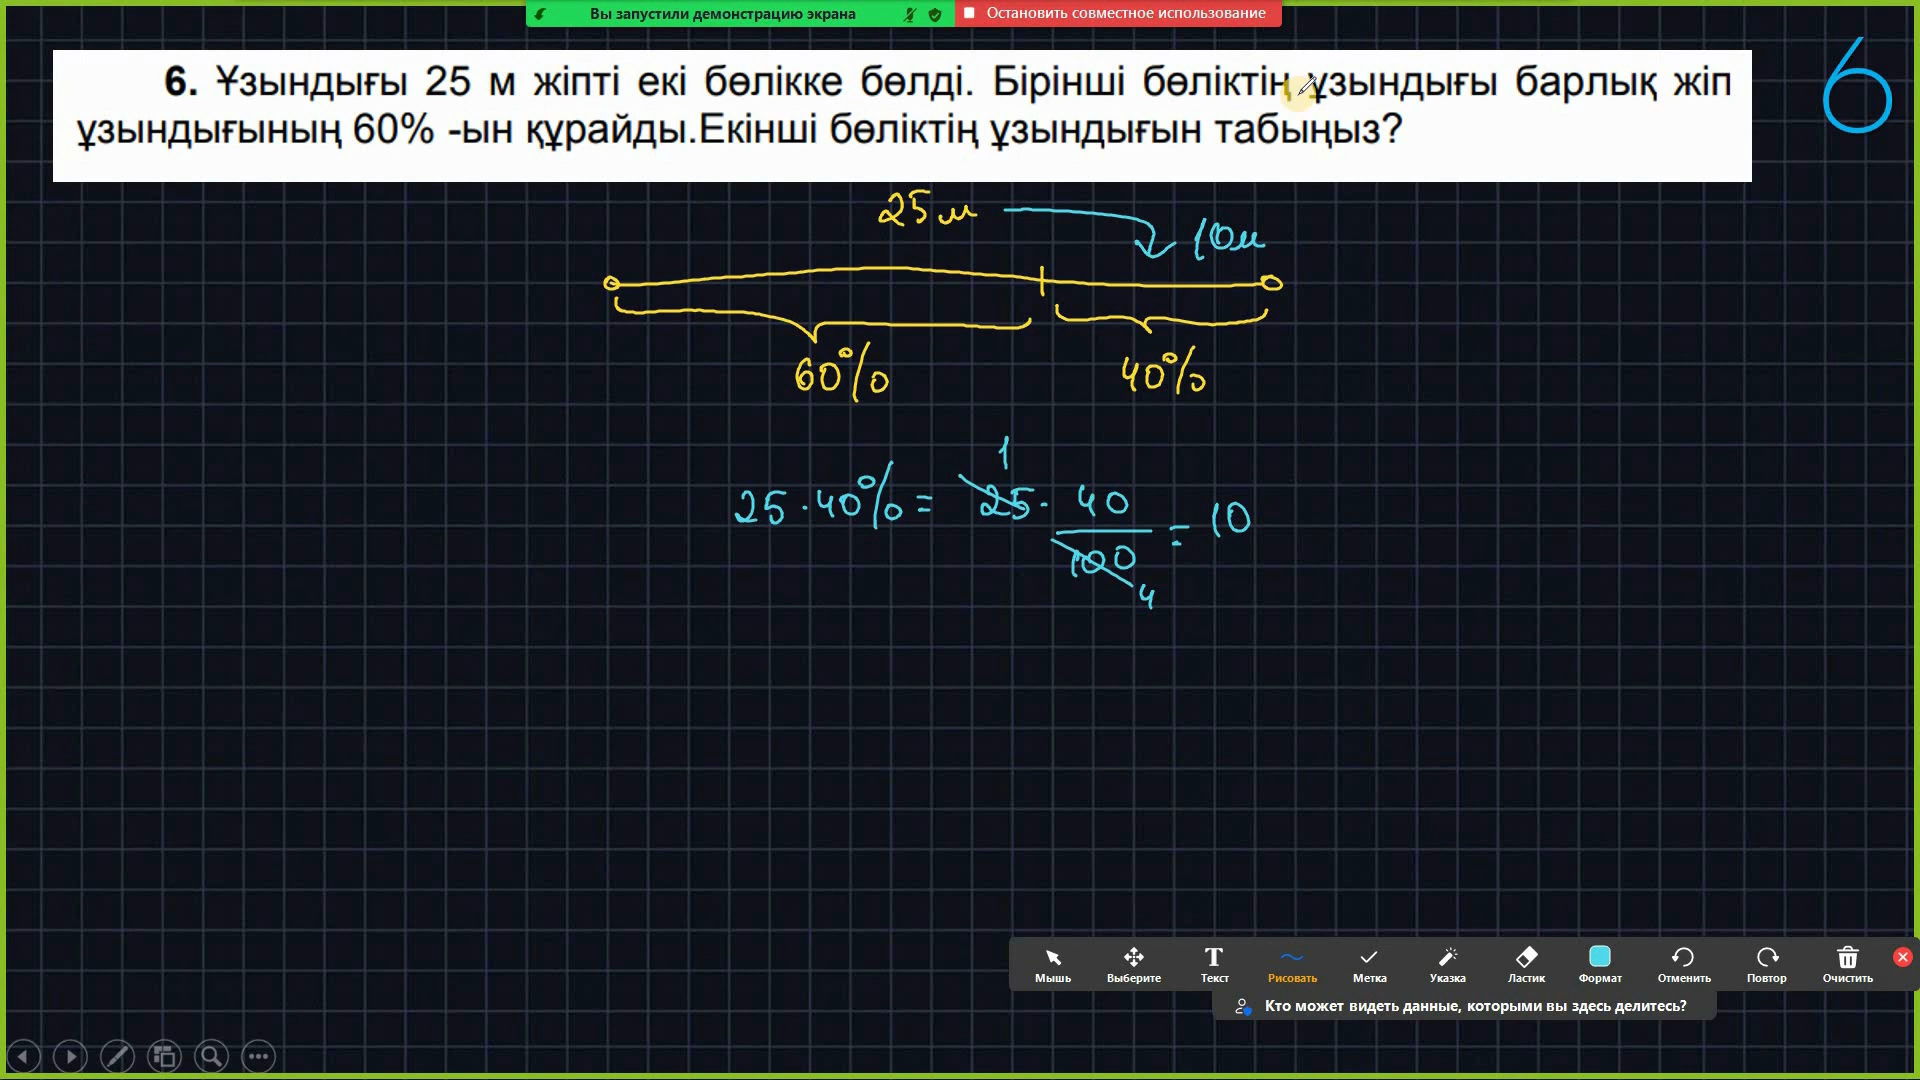 Вы запустили демонстрацию экрана
Остановить совместное использование
6
6. Ұзындығы 25 м жіпті екі бөлікке бөлді. Бірінші бөліктің ұзындығы барлық жіп
ұзындығының 60% -ын құрайды.Екінші бөліктің ұзындығын табыңыз?
25 м
10м
60%
40%
1
25 · 40% = 25 · 40/100 = 10
4
Мышь Выберите Текст Рисовать Метка Указка Ластик Формат Отменить Повтор Очистить
Кто может видеть данные, которыми вы здесь делитесь?